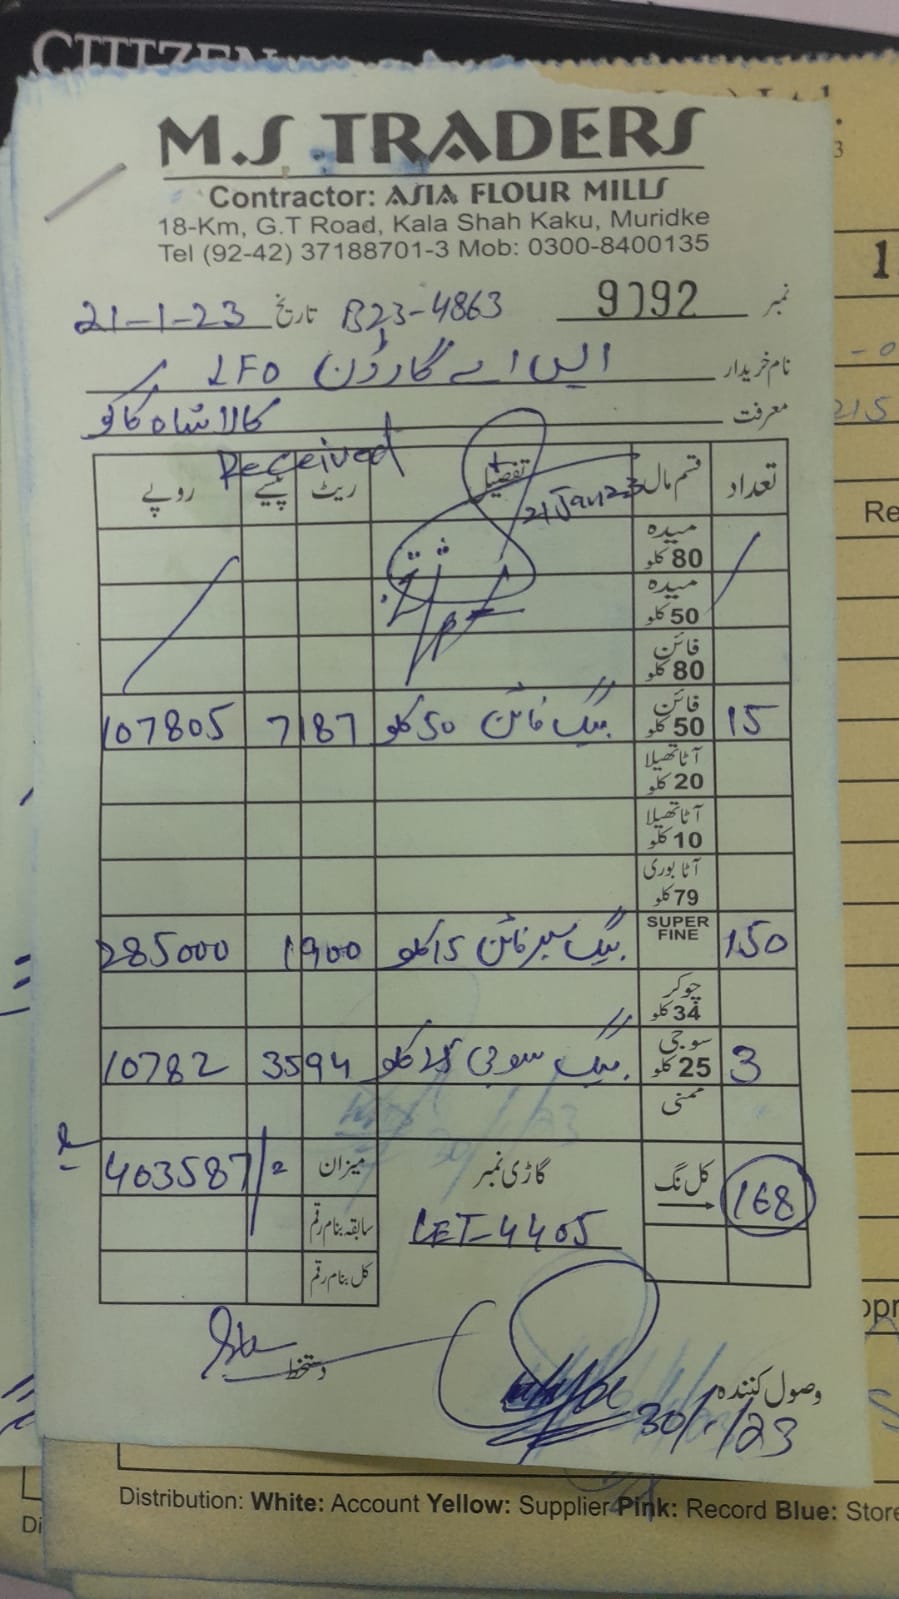 CITIZEN
M.S TRADERS
Contractor: ASIA FLOUR MILLS
18-Km, G.T Road, Kala Shah Kaku, Muridke
Tel (92-42) 37188701-3 Mob: 0300-8400135
نمبر 9792 B23-4863 تاریخ 21-1-23
نام خریدار ایس اے گارڈن LFO
معرفت کالا شاہ کاکو
Received
تعداد قسم مال تفصیل ریٹ پیسے روپے
21 Jan 23
میدہ 80 کلو
میدہ 50 کلو
فائن 80 کلو
15 فائن 50 کلو بیگ فائن 50 کلو 7187 107805
آٹا تھیلا 20 کلو
آٹا تھیلا 10 کلو
آٹا بوری 79 کلو
150 SUPER FINE بیگ سپر فائن 15 کلو 1900 285000
چوکر 34 کلو
3 سوجی 25 کلو بیگ سوجی 25 کلو 3594 10782
ممنی
168 کل نگ گاڑی نمبر میزان 403587/=
LET-4405 سابقہ بنام رقم
کل بنام رقم
دستخط
وصول کنندہ
30/1/23
Distribution: White: Account Yellow: Supplier Pink: Record Blue: Store